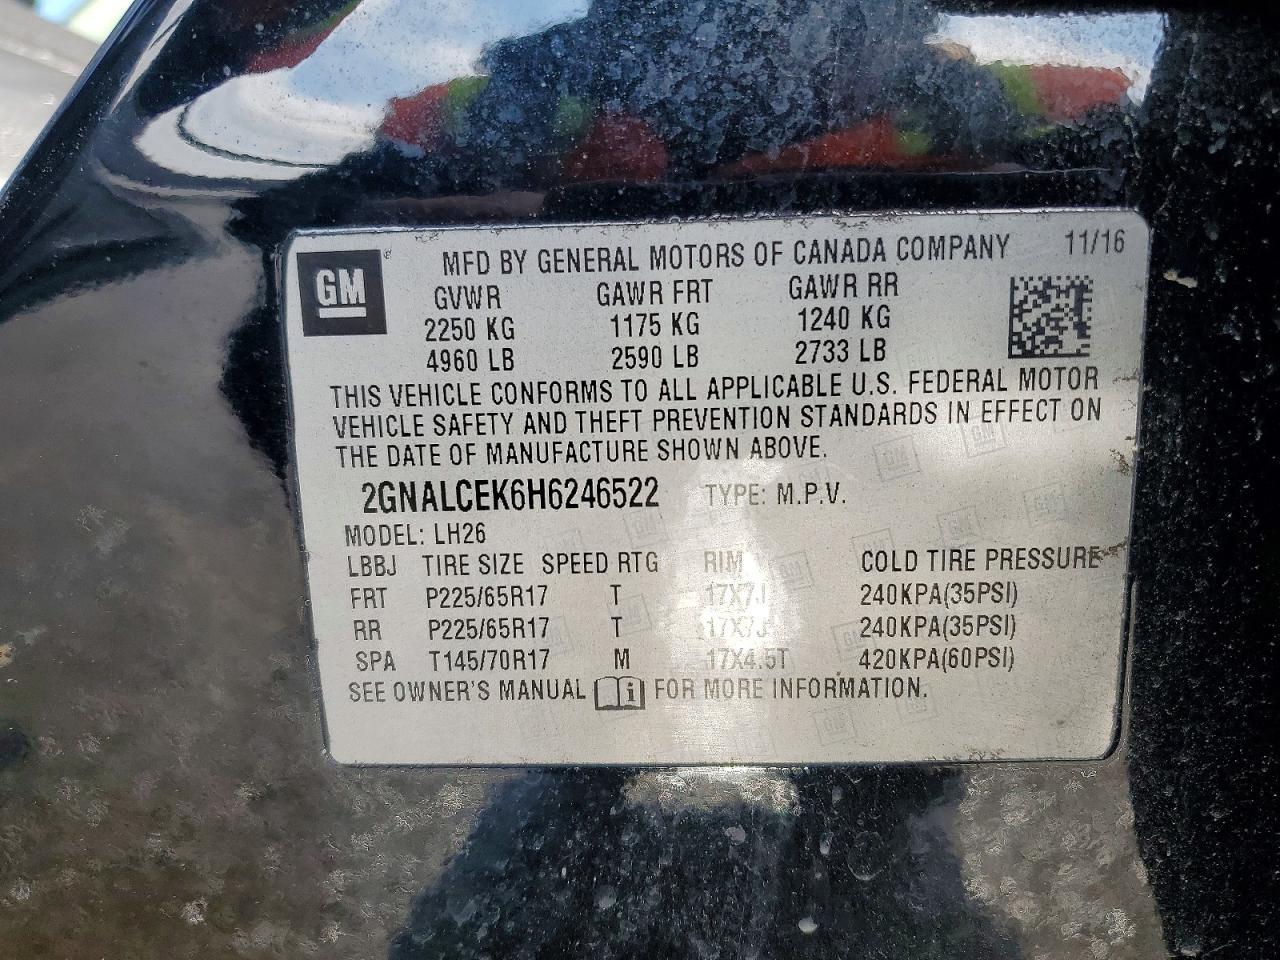 GM
MFD BY GENERAL MOTORS OF CANADA COMPANY 11/16
GVWR GAWR FRT GAWR RR
2250 KG 1175 KG 1240 KG
4960 LB 2590 LB 2733 LB
THIS VEHICLE CONFORMS TO ALL APPLICABLE U.S. FEDERAL MOTOR
VEHICLE SAFETY AND THEFT PREVENTION STANDARDS IN EFFECT ON
THE DATE OF MANUFACTURE SHOWN ABOVE.
2GNALCEK6H6246522 TYPE: M.P.V.
MODEL: LH26
LBBJ TIRE SIZE SPEED RTG RIM COLD TIRE PRESSURE
FRT P225/65R17 T 17X7J 240KPA(35PSI)
RR P225/65R17 T 17X7J 240KPA(35PSI)
SPA T145/70R17 M 17X4.5T 420KPA(60PSI)
SEE OWNER'S MANUAL i FOR MORE INFORMATION.